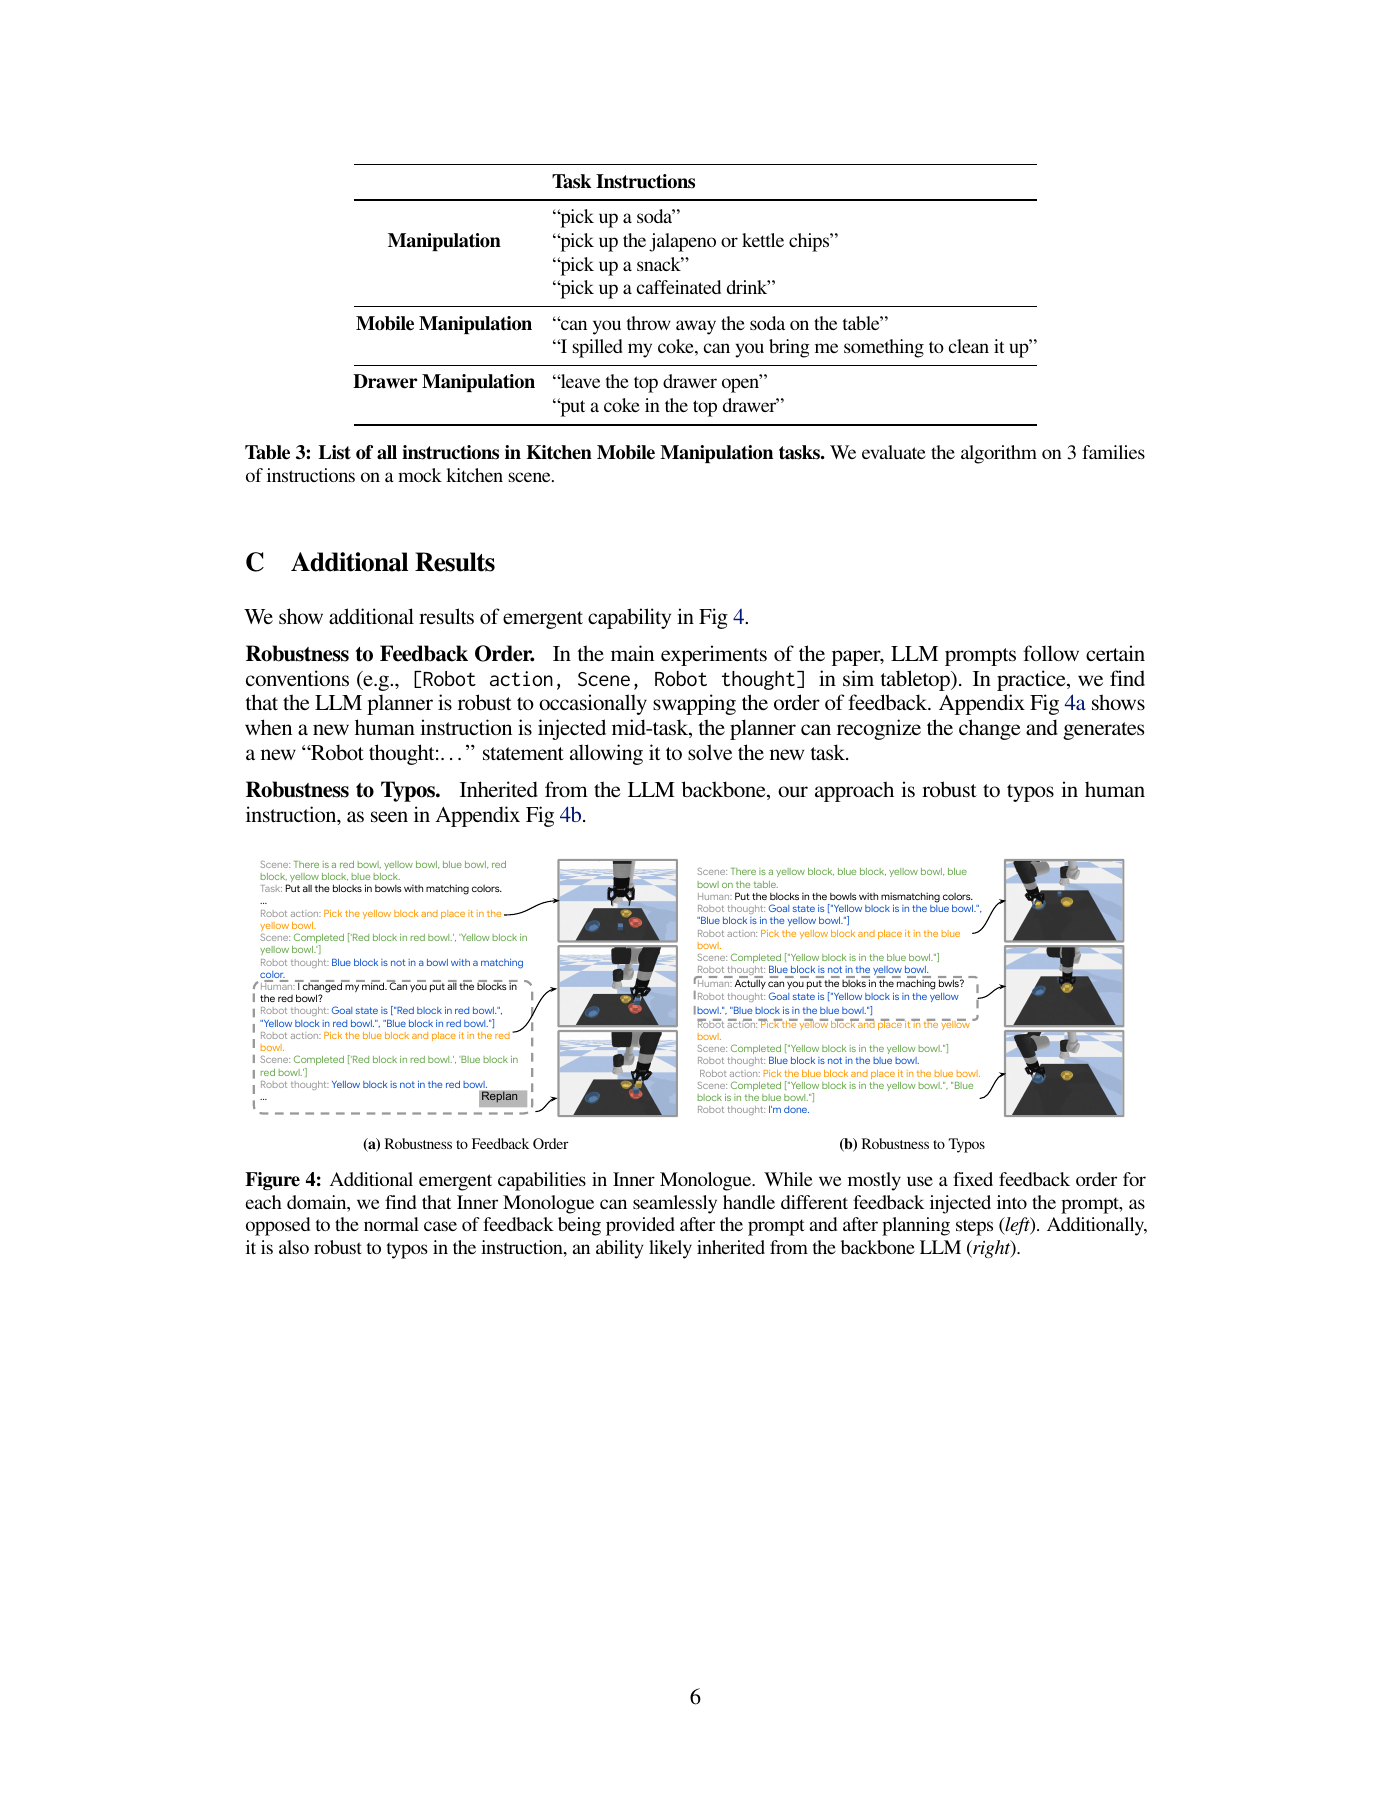 Task Instructions
“pick up a soda”
Manipulation “pick up the jalapeno or kettle chips”
“pick up a snack”
“pick up a caffeinated drink”
Mobile Manipulation “can you throw away the soda on the table”
“I spilled my coke, can you bring me something to clean it up”
Drawer Manipulation “leave the top drawer open”
“put a coke in the top drawer”
Table 3: List of all instructions in Kitchen Mobile Manipulation tasks. We evaluate the algorithm on 3 families
of instructions on a mock kitchen scene.
C Additional Results
We show additional results of emergent capability in Fig 4.
Robustness to Feedback Order. In the main experiments of the paper, LLM prompts follow certain
conventions (e.g., [Robot action, Scene, Robot thought] in sim tabletop). In practice, we find
that the LLM planner is robust to occasionally swapping the order of feedback. Appendix Fig 4a shows
when a new human instruction is injected mid-task, the planner can recognize the change and generates
a new “Robot thought:...” statement allowing it to solve the new task.
Robustness to Typos. Inherited from the LLM backbone, our approach is robust to typos in human
instruction, as seen in Appendix Fig 4b.
Scene: There is a red bowl, yellow bowl, blue bowl, red
block, yellow block, blue block.
Task: Put all the blocks in bowls with matching colors.
...
Robot action: Pick the yellow block and place it in the
yellow bowl.
Scene: Completed ['Red block in red bowl.', 'Yellow block in
yellow bowl.']
Robot thought: Blue block is not in a bowl with a matching
color.
Human: I changed my mind. Can you put all the blocks in
the red bowl?
Robot thought: Goal state is ["Red block in red bowl.",
"Yellow block in red bowl.", "Blue block in red bowl."]
Robot action: Pick the blue block and place it in the red
bowl.
Scene: Completed ['Red block in red bowl.', 'Blue block in
red bowl.']
Robot thought: Yellow block is not in the red bowl.
...
Replan
Scene: There is a yellow block, blue block, yellow bowl, blue
bowl on the table.
Human: Put the blocks in the bowls with mismatching colors.
Robot thought: Goal state is ["Yellow block is in the blue bowl.",
"Blue block is in the yellow bowl."]
Robot action: Pick the yellow block and place it in the blue
bowl.
Scene: Completed ["Yellow block is in the blue bowl."]
Robot thought: Blue block is not in the yellow bowl.
Human: Actully can you put the bloks in the maching bwls?
Robot thought: Goal state is ["Yellow block is in the yellow
bowl.", "Blue block is in the blue bowl."]
Robot action: Pick the yellow block and place it in the yellow
bowl.
Scene: Completed ["Yellow block is in the yellow bowl."]
Robot thought: Blue block is not in the blue bowl.
Robot action: Pick the blue block and place it in the blue bowl.
Scene: Completed ["Yellow block is in the yellow bowl.", "Blue
block is in the blue bowl."]
Robot thought: I'm done.
(a) Robustness to Feedback Order
(b) Robustness to Typos
Figure 4: Additional emergent capabilities in Inner Monologue. While we mostly use a fixed feedback order for
each domain, we find that Inner Monologue can seamlessly handle different feedback injected into the prompt, as
opposed to the normal case of feedback being provided after the prompt and after planning steps (left). Additionally,
it is also robust to typos in the instruction, an ability likely inherited from the backbone LLM (right).
6